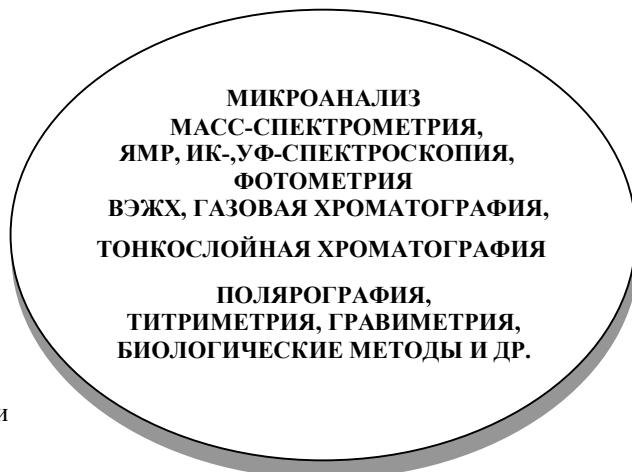 МИКРОАНАЛИЗ
МАСС-СПЕКТРОМЕТРИЯ,
ЯМР, ИК-,УФ-СПЕКТРОСКОПИЯ,
ФОТОМЕТРИЯ
ВЭЖХ, ГАЗОВАЯ ХРОМАТОГРАФИЯ,
ТОНКОСЛОЙНАЯ ХРОМАТОГРАФИЯ
ПОЛЯРОГРАФИЯ,
ТИТРИМЕТРИЯ, ГРАВИМЕТРИЯ,
БИОЛОГИЧЕСКИЕ МЕТОДЫ И ДР.
и